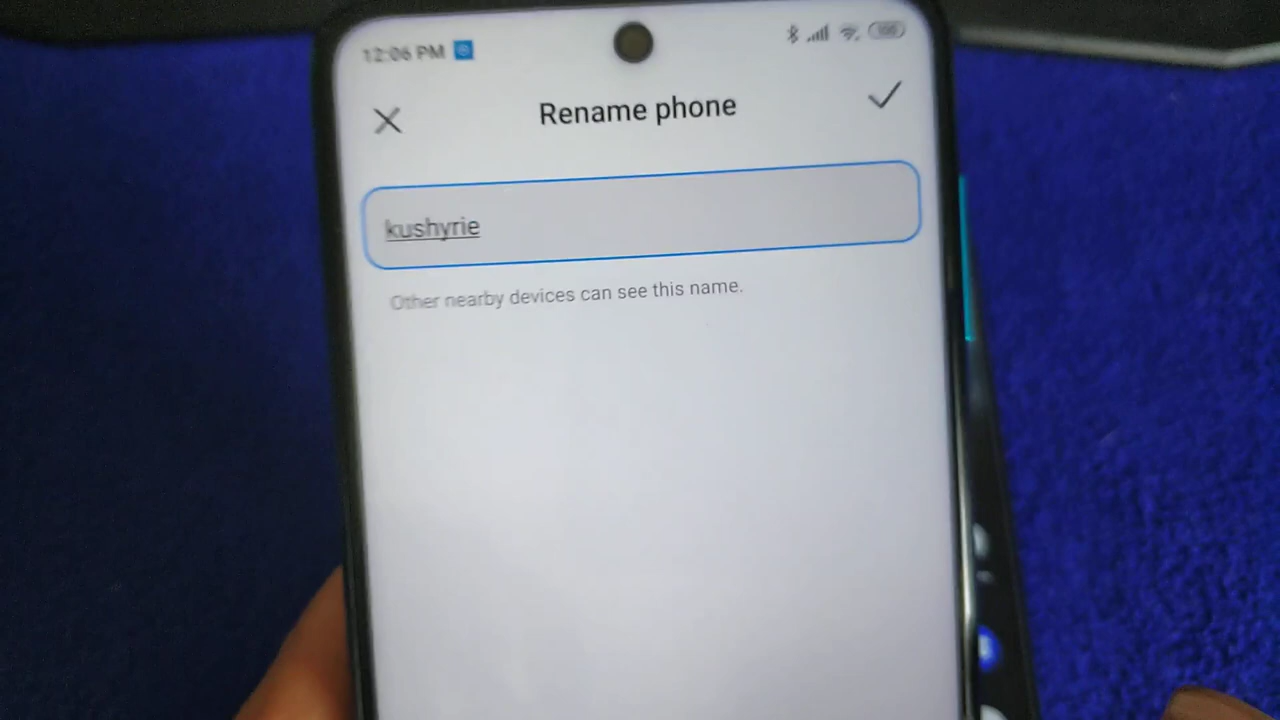 12:06 PM
Rename phone
kushyrie
Other nearby devices can see this name.